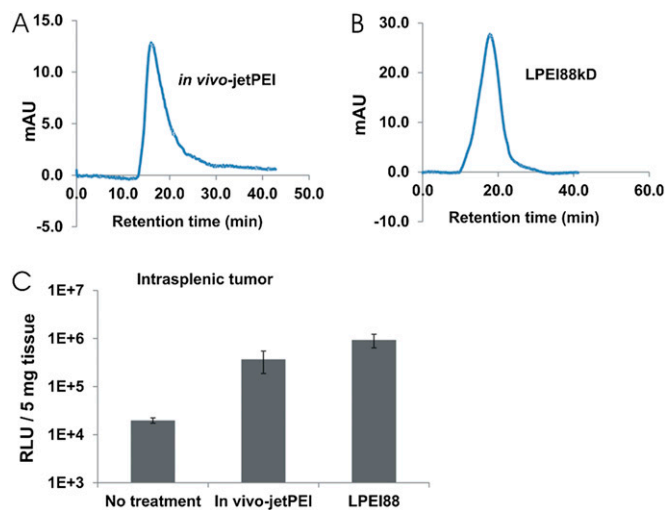 A
15.0
10.0
5.0
0.0
-5.0
mAU
in vivo-jetPEI
0.0
10.0
20.0
30.0
40.0
50.0
Retention time (min)
B
30.0
20.0
10.0
0.0
-10.0
mAU
LPEI88kD
0.0
20.0
40.0
60.0
Retention time (min)
C
Intrasplenic tumor
1E+7
1E+6
1E+5
1E+4
1E+3
RLU / 5 mg tissue
No treatment
In vivo-jetPEI
LPEI88